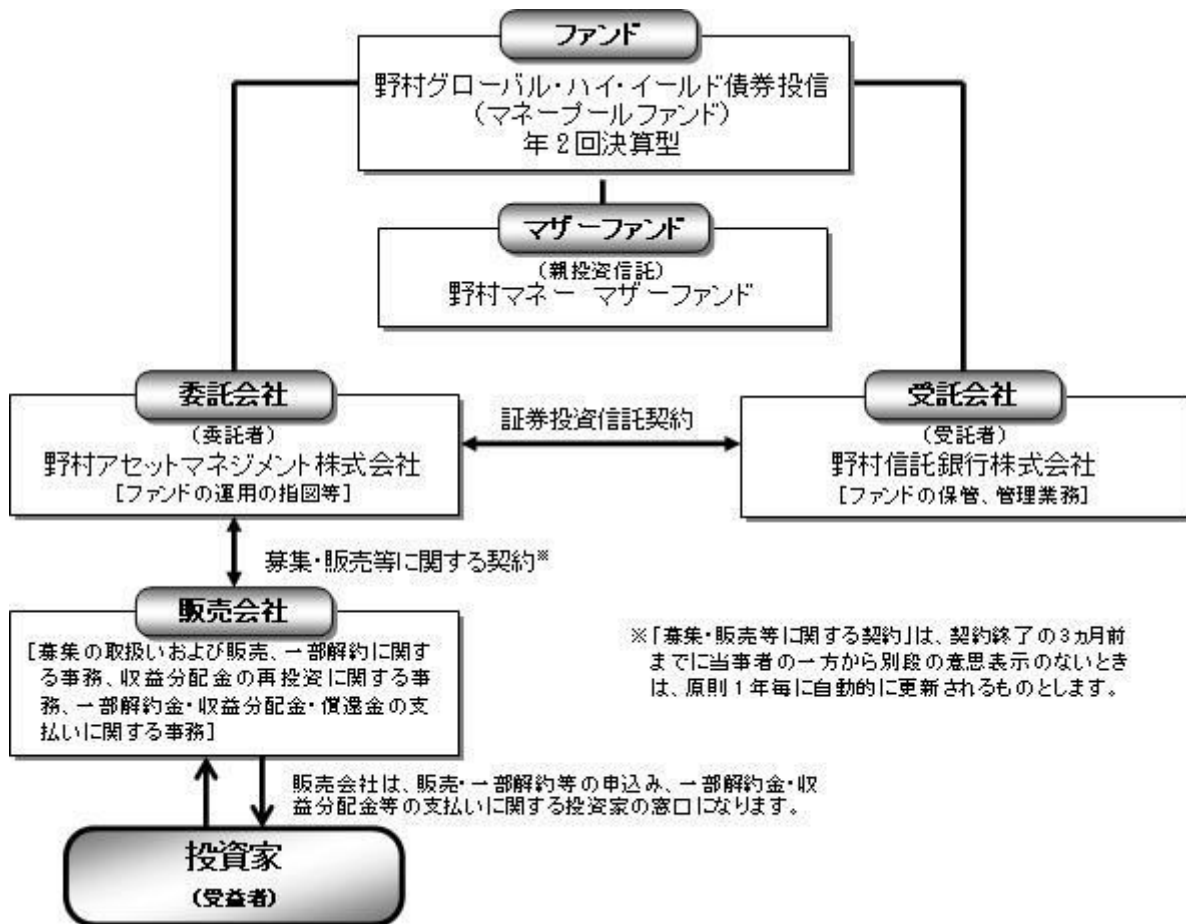 ファンド
野村グローバル・ハイ・イールド債券投信
(マネープールファンド)
年2回決算型
マザーファンド
(親投資信託)
野村マネー マザーファンド
委託会社
(委託者)
野村アセットマネジメント株式会社
[ファンドの運用の指図等]
証券投資信託契約
受託会社
(受託者)
野村信託銀行株式会社
[ファンドの保管、管理業務]
募集・販売等に関する契約※
販売会社
[募集の取扱いおよび販売、一部解約に関す
る事務、収益分配金の再投資に関する事
務、一部解約金・収益分配金・償還金の支
払いに関する事務]
※「募集・販売等に関する契約」は、契約終了の3ヵ月前
までに当事者の一方から別段の意思表示のないとき
は、原則1年毎に自動的に更新されるものとします。
販売会社は、販売・一部解約等の申込み、一部解約金・収
益分配金等の支払いに関する投資家の窓口になります。
投資家
(受益者)